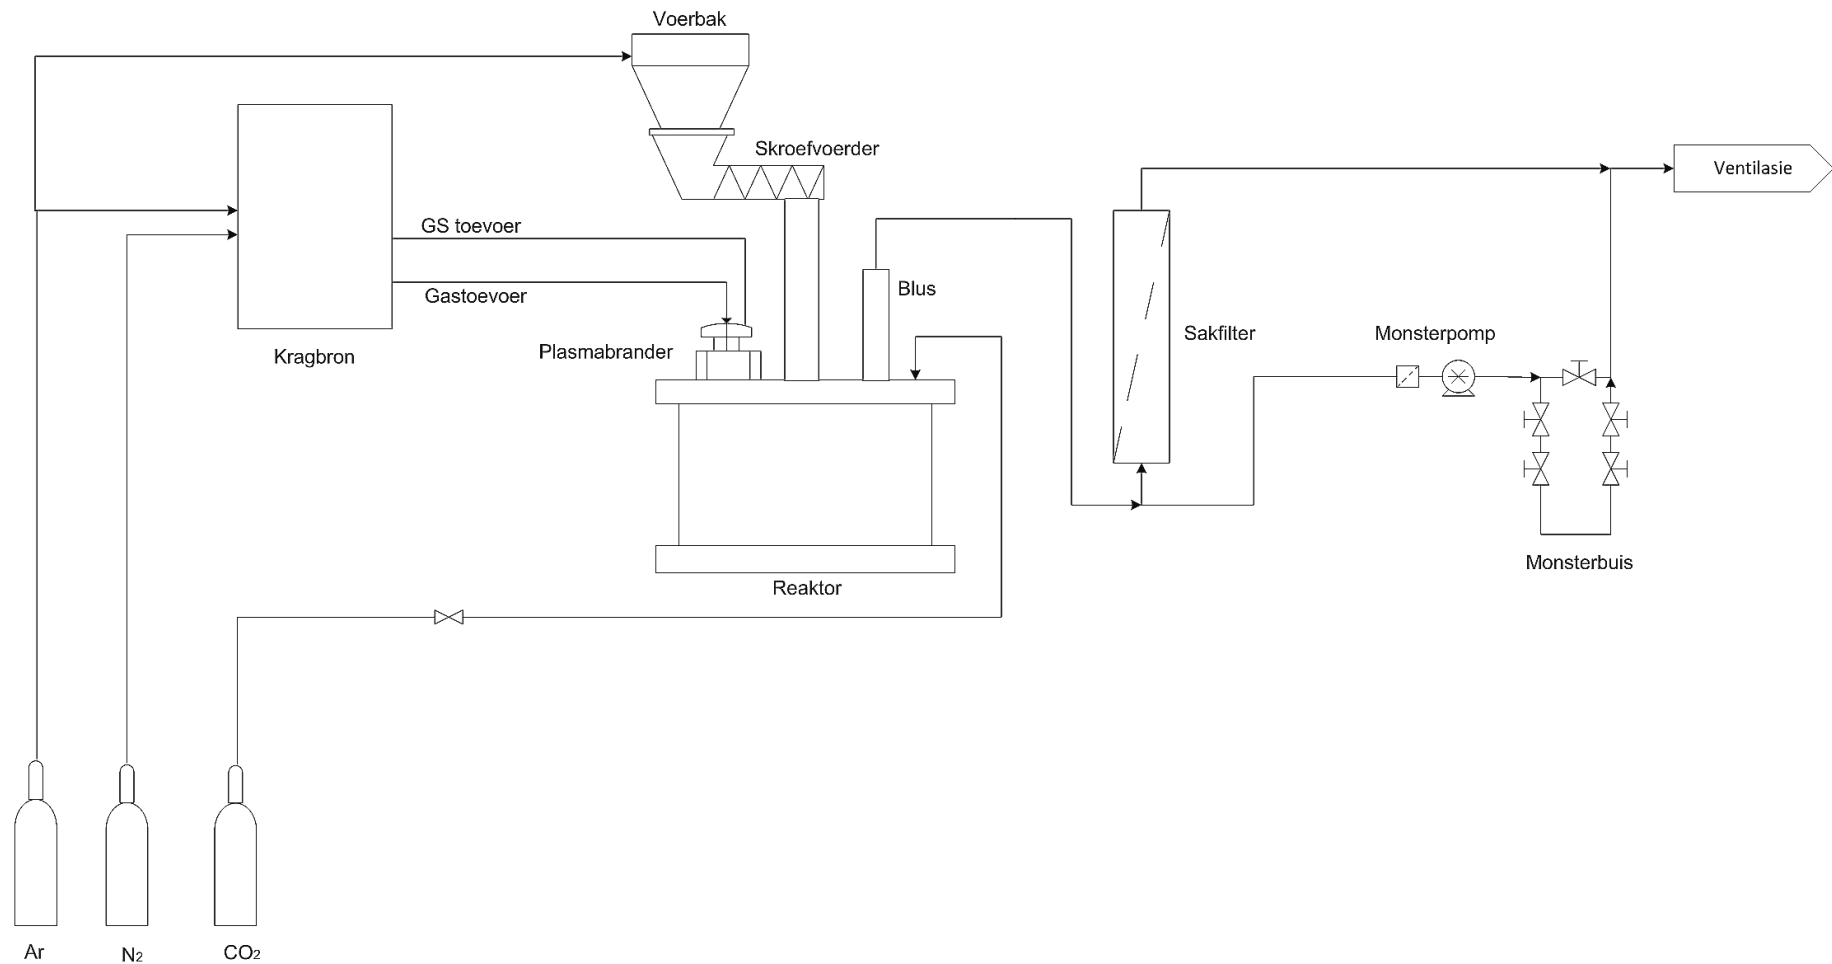 Voerbak
Skroefvoerder
Ventilasie
GS toevoer
Gastoevoer
Blus
Kragbron
Plasmabrander
Sakfilter
Monsterpomp
Monsterbuis
Reaktor
Ar
N2
CO2